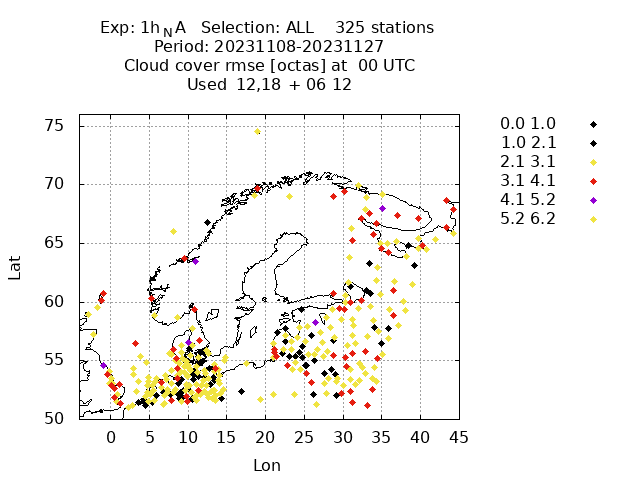 Exp: 1h N A Selection: ALL 325 stations
Period: 20231108-20231127
Cloud cover rmse [octas] at 00 UTC
Used 12,18 + 06 12
75
70
65
60
55
50
Lat
0 5 10 15 20 25 30 35 40 45
Lon
0.0 1.0
1.0 2.1
2.1 3.1
3.1 4.1
4.1 5.2
5.2 6.2